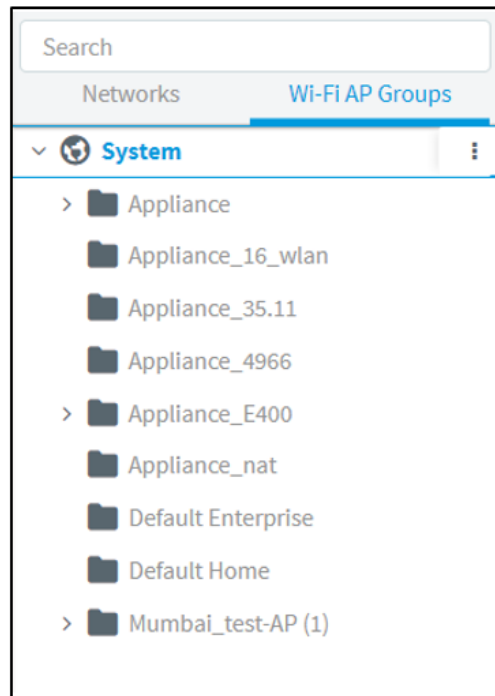 Search
Networks Wi-Fi AP Groups
System
Appliance
Appliance_16_wlan
Appliance_35.11
Appliance_4966
Appliance_E400
Appliance_nat
Default Enterprise
Default Home
Mumbai_test-AP (1)